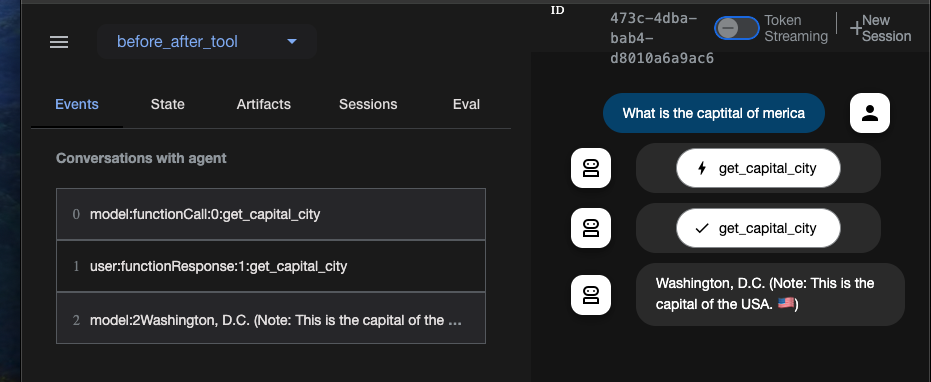 before_after_tool
Events
State
Artifacts
Sessions
Eval
Conversations with agent
0 model:functionCall:0:get_capital_city
1 user:functionResponse:1:get_capital_city
2 model:2Washington, D.C. (Note: This is the capital of the ...
ID
473c-4dba-
bab4-
d8010a6a9ac6
Token
Streaming
New
Session
What is the captital of merica
get_capital_city
get_capital_city
Washington, D.C. (Note: This is the
capital of the USA. 🇺🇸)